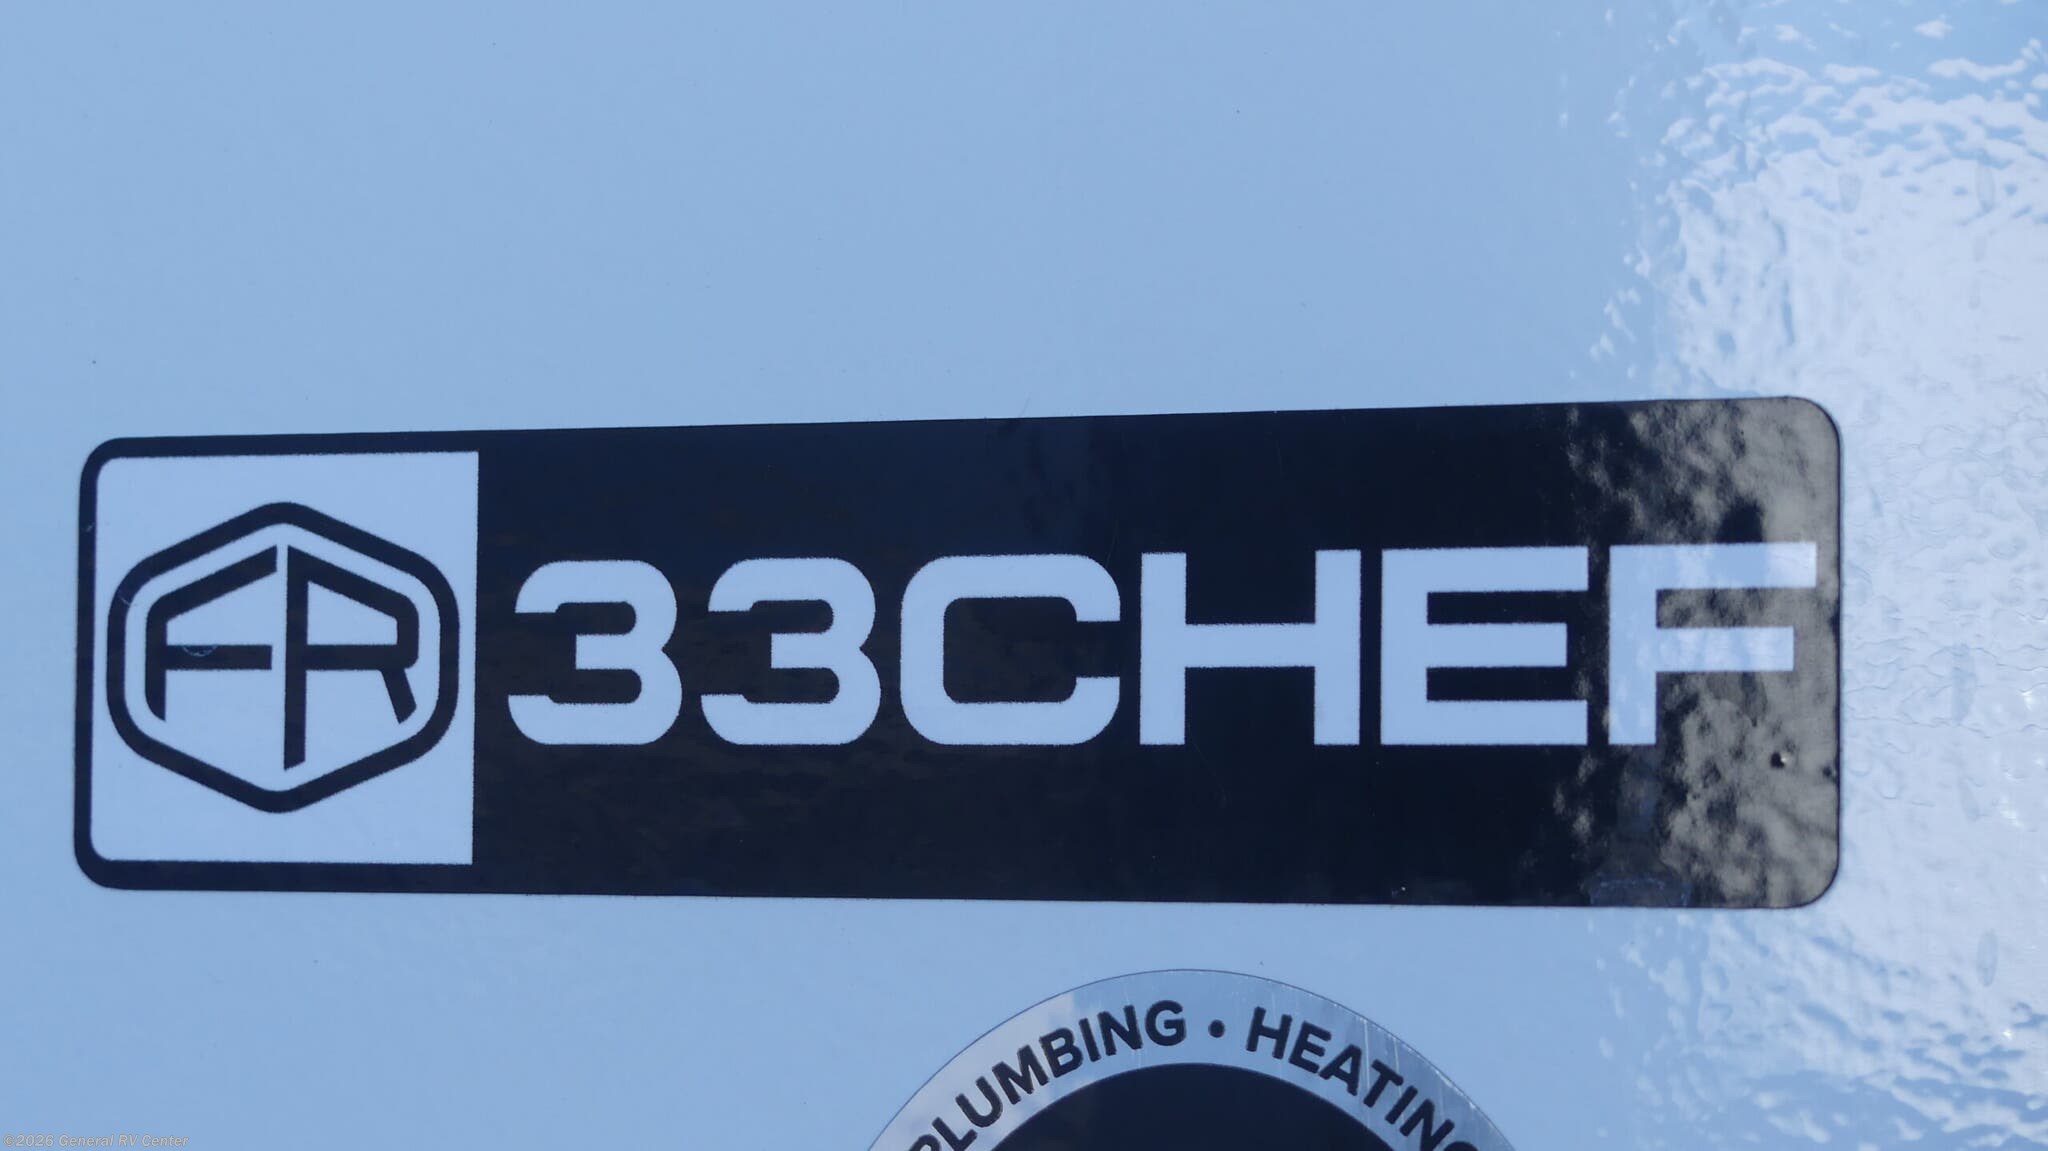 FR 33CHEF
PLUMBING • HEATING
©2026 General RV Center